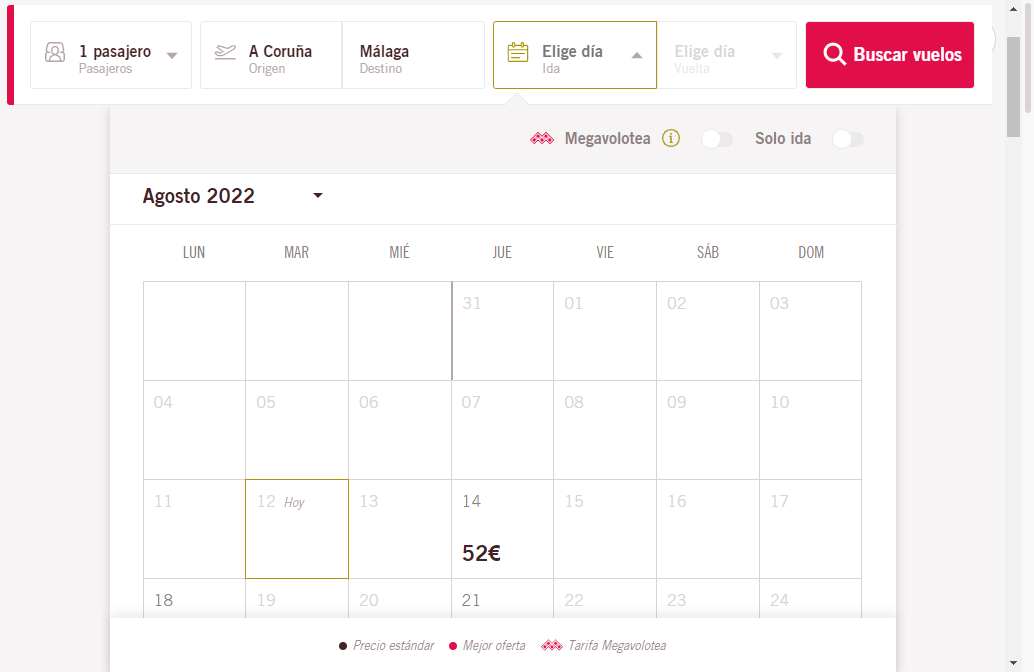 1 pasajero
Pasajeros
A Coruña
Origen
Málaga
Destino
Elige día
Ida
Elige día
Vuelta
Buscar vuelos
Megavolotea
Solo ida
Agosto 2022
LUN MAR MIÉ JUE VIE SÁB DOM
31 01 02 03
04 05 06 07 08 09 10
11 12 Hoy 13 14 15 16 17
52€
18 19 20 21 22 23 24
Precio estándar Mejor oferta Tarifa Megavolotea